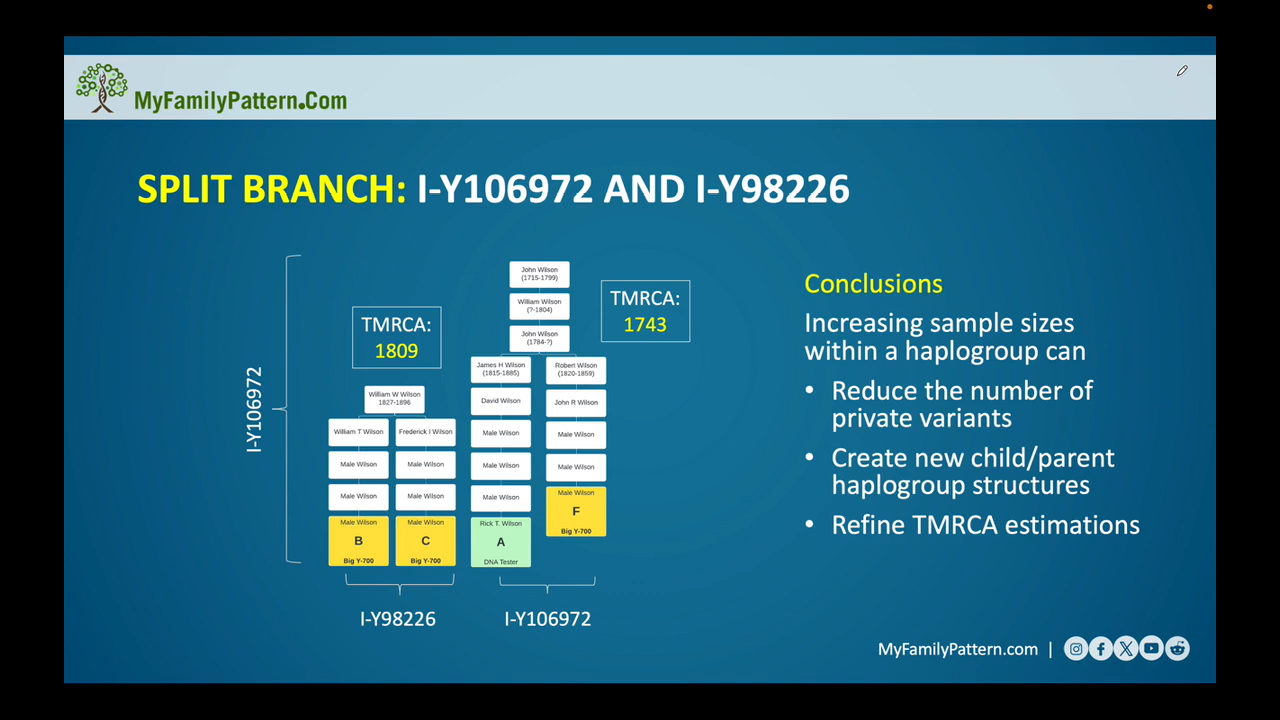 MyFamilyPattern.Com
SPLIT BRANCH: I-Y106972 AND I-Y98226
I-Y106972
TMRCA:
1809
William W Wilson
1827-1896
William T Wilson
Male Wilson
Male Wilson
Male Wilson
B
Big Y-700
Frederick I Wilson
Male Wilson
Male Wilson
Male Wilson
C
Big Y-700
I-Y98226
John Wilson
(1715-1799)
William Wilson
(?-1804)
John Wilson
(1784-?)
TMRCA:
1743
James H Wilson
(1815-1885)
David Wilson
Male Wilson
Male Wilson
Male Wilson
Rick T. Wilson
A
DNA Tester
Robert Wilson
(1820-1859)
John R Wilson
Male Wilson
Male Wilson
Male Wilson
F
Big Y-700
I-Y106972
Conclusions
Increasing sample sizes
within a haplogroup can
• Reduce the number of
private variants
• Create new child/parent
haplogroup structures
• Refine TMRCA estimations
MyFamilyPattern.com |